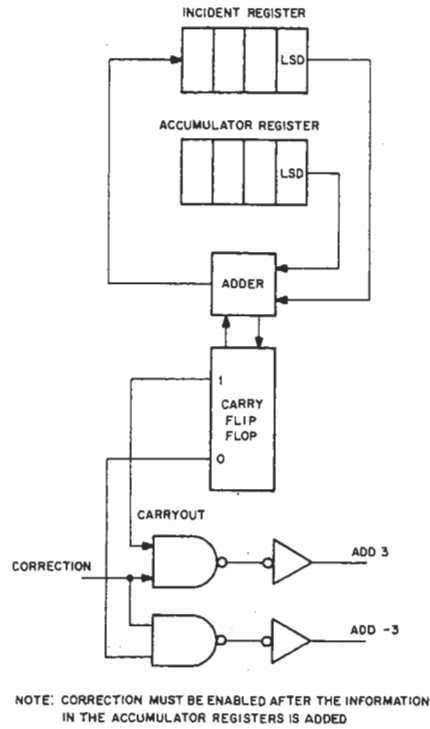 INCIDENT REGISTER
LSD
ACCUMULATOR REGISTER
LSD
ADDER
1
CARRY
FLIP
FLOP
0
CARRYOUT
CORRECTION
ADD 3
ADD -3
NOTE: CORRECTION MUST BE ENABLED AFTER THE INFORMATION
IN THE ACCUMULATOR REGISTERS IS ADDED